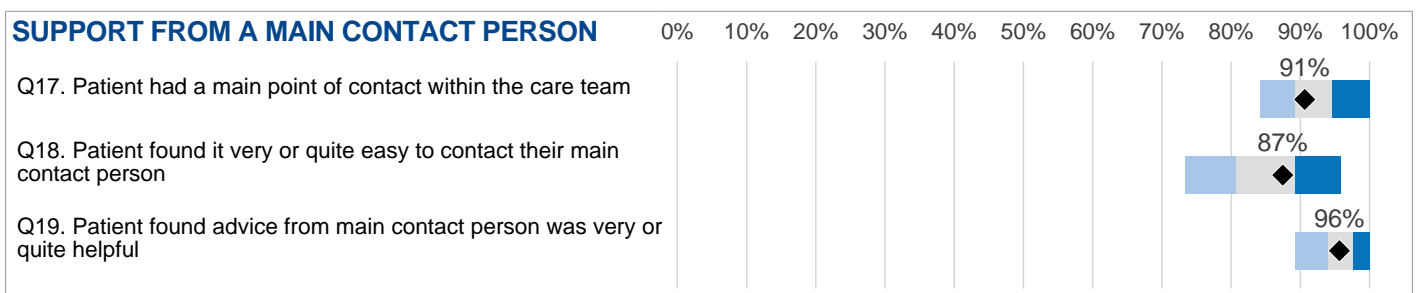 SUPPORT FROM A MAIN CONTACT PERSON 0% 10% 20% 30% 40% 50% 60% 70% 80% 90% 100%
91%
Q17. Patient had a main point of contact within the care team
87%
Q18. Patient found it very or quite easy to contact their main
contact person
96%
Q19. Patient found advice from main contact person was very or
quite helpful